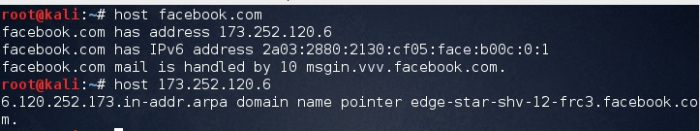 root@kali:~# host facebook.com
facebook.com has address 173.252.120.6
facebook.com has IPv6 address 2a03:2880:2130:cf05:face:b00c:0:1
facebook.com mail is handled by 10 msgin.vvv.facebook.com.
root@kali:~# host 173.252.120.6
6.120.252.173.in-addr.arpa domain name pointer edge-star-shv-12-frc3.facebook.co
m.